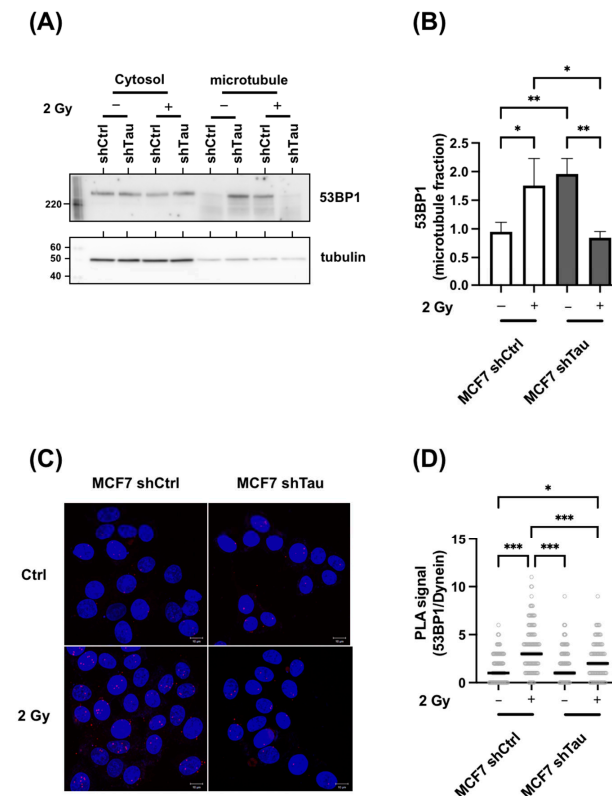 (A)
Cytosol microtubule
2 Gy – + – +
shCtrl shTau shCtrl shTau shCtrl shTau shCtrl shTau
220
53BP1
60
50
40
tubulin
(B)
*
**
* **
2.5
2.0
1.5
1.0
0.5
0.0
53BP1
(microtubule fraction)
2 Gy – + – +
MCF7 shCtrl MCF7 shTau
(C)
MCF7 shCtrl MCF7 shTau
Ctrl
2 Gy
(D)
*
***
*** ***
15
10
5
0
PLA signal
(53BP1/Dynein)
2 Gy – + – +
MCF7 shCtrl MCF7 shTau